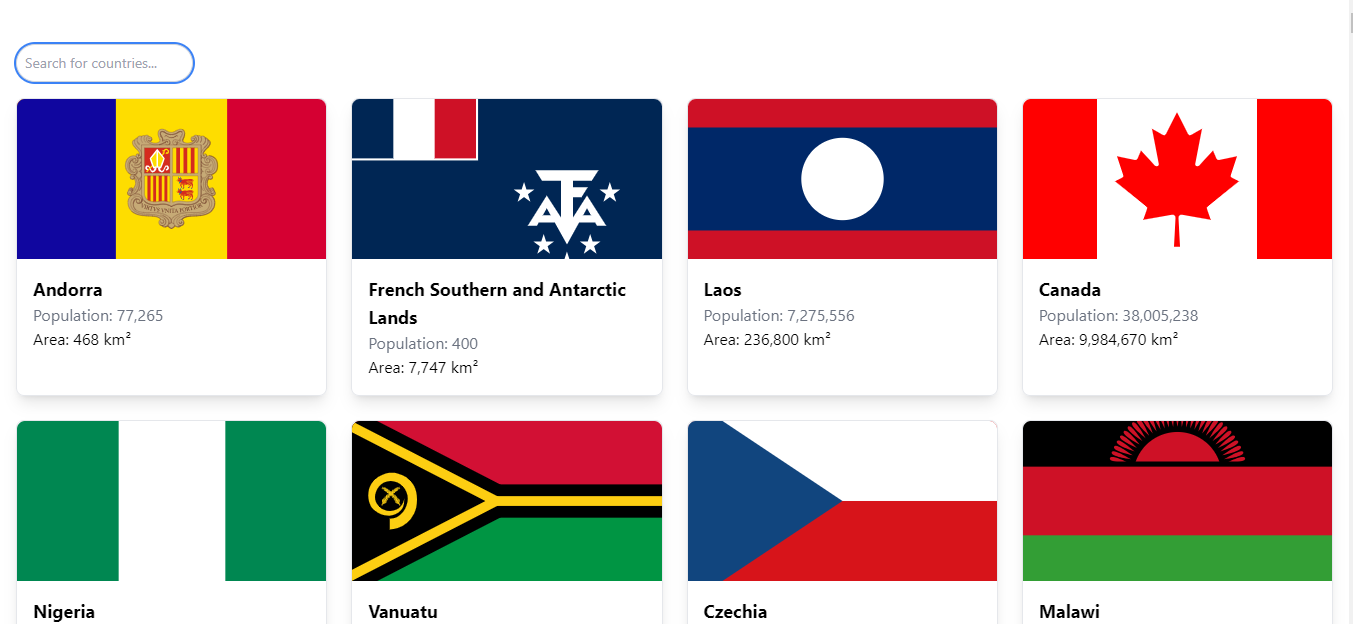 Search for countries...
Andorra
Population: 77,265
Area: 468 km²
French Southern and Antarctic
Lands
Population: 400
Area: 7,747 km²
Laos
Population: 7,275,556
Area: 236,800 km²
Canada
Population: 38,005,238
Area: 9,984,670 km²
Nigeria
Vanuatu
Czechia
Malawi